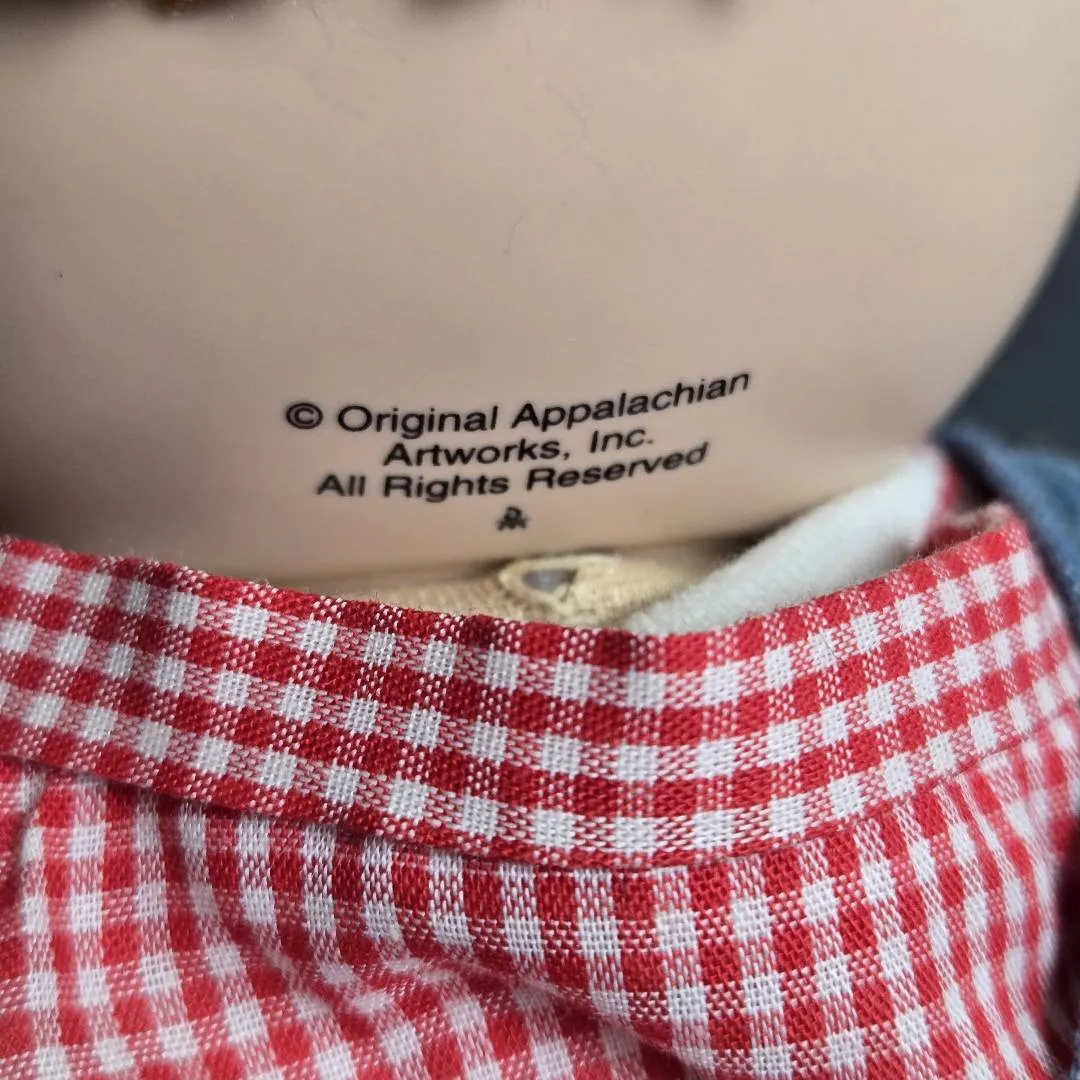 © Original Appalachian
Artworks, Inc.
All Rights Reserved